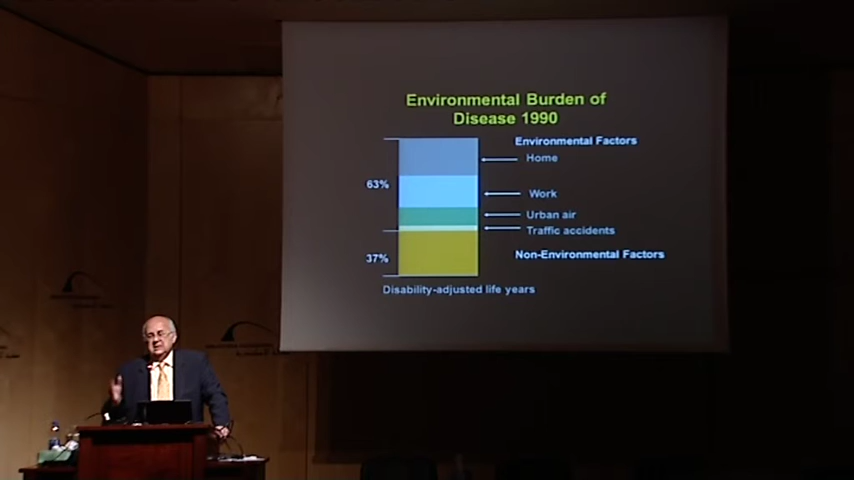 Environmental Burden of
Disease 1990
Environmental Factors
Home
63%
Work
Urban air
Traffic accidents
37%
Non-Environmental Factors
Disability-adjusted life years